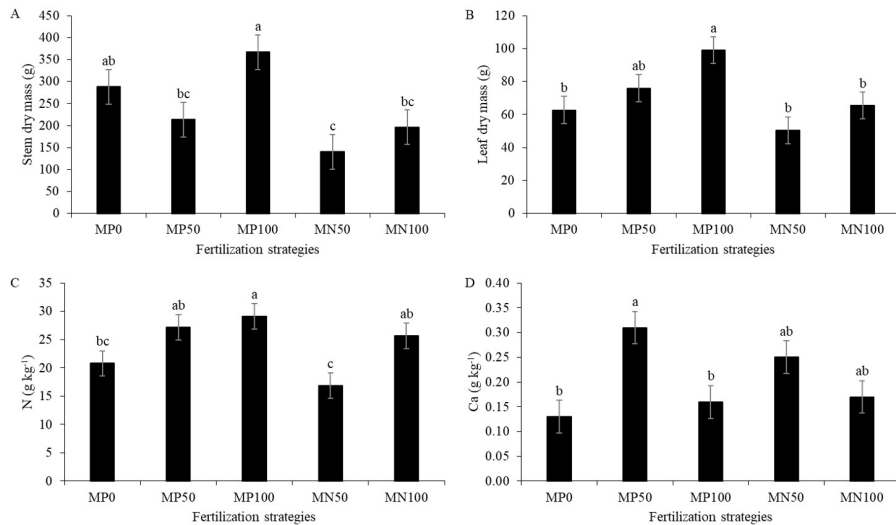 A
Stem dry mass (g)
450
400
350
300
250
200
150
100
50
0
ab
bc
a
c
bc
MP0 MP50 MP100 MN50 MN100
Fertilization strategies
B
Leaf dry mass (g)
120
100
80
60
40
20
0
b
ab
a
b
b
MP0 MP50 MP100 MN50 MN100
Fertilization strategies
C
N (g kg⁻¹)
35
30
25
20
15
10
5
0
bc
ab
a
c
ab
MP0 MP50 MP100 MN50 MN100
Fertilization strategies
D
Ca (g kg⁻¹)
0.40
0.35
0.30
0.25
0.20
0.15
0.10
0.05
0.00
b
a
b
ab
ab
MP0 MP50 MP100 MN50 MN100
Fertilization strategies